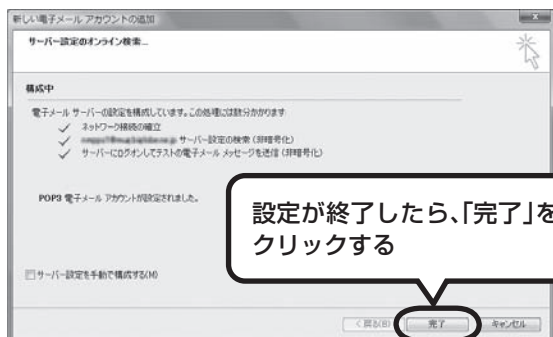 新しい電子メール アカウントの追加
サーバー設定のオンライン検索...
構成中
電子メール サーバーの設定を構成しています。この処理には数分かかります:
ネットワーク接続の確立
サーバー設定の検索 (非暗号化)
サーバーにログオンしてテストの電子メール メッセージを送信 (非暗号化)
POP3 電子メール アカウントが設定されました。
設定が終了したら、「完了」を
クリックする
サーバー設定を手動で構成する(M)
< 戻る(B)
完了
キャンセル